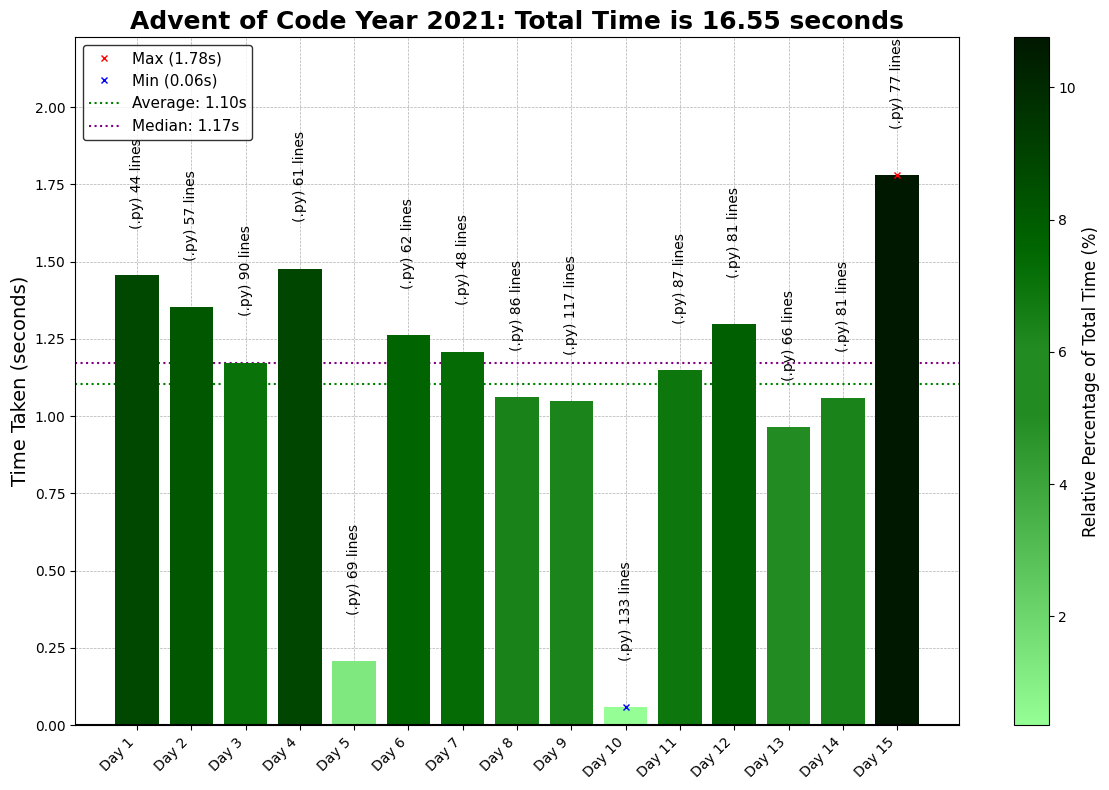 Advent of Code Year 2021: Total Time is 16.55 seconds
Max (1.78s)
Min (0.06s)
Average: 1.10s
Median: 1.17s
Time Taken (seconds)
2.00
1.75
1.50
1.25
1.00
0.75
0.50
0.25
0.00
(.py) 44 lines
(.py) 57 lines
(.py) 90 lines
(.py) 61 lines
(.py) 69 lines
(.py) 62 lines
(.py) 48 lines
(.py) 86 lines
(.py) 117 lines
(.py) 133 lines
(.py) 87 lines
(.py) 81 lines
(.py) 66 lines
(.py) 81 lines
(.py) 77 lines
Day 1
Day 2
Day 3
Day 4
Day 5
Day 6
Day 7
Day 8
Day 9
Day 10
Day 11
Day 12
Day 13
Day 14
Day 15
10
8
6
4
2
Relative Percentage of Total Time (%)